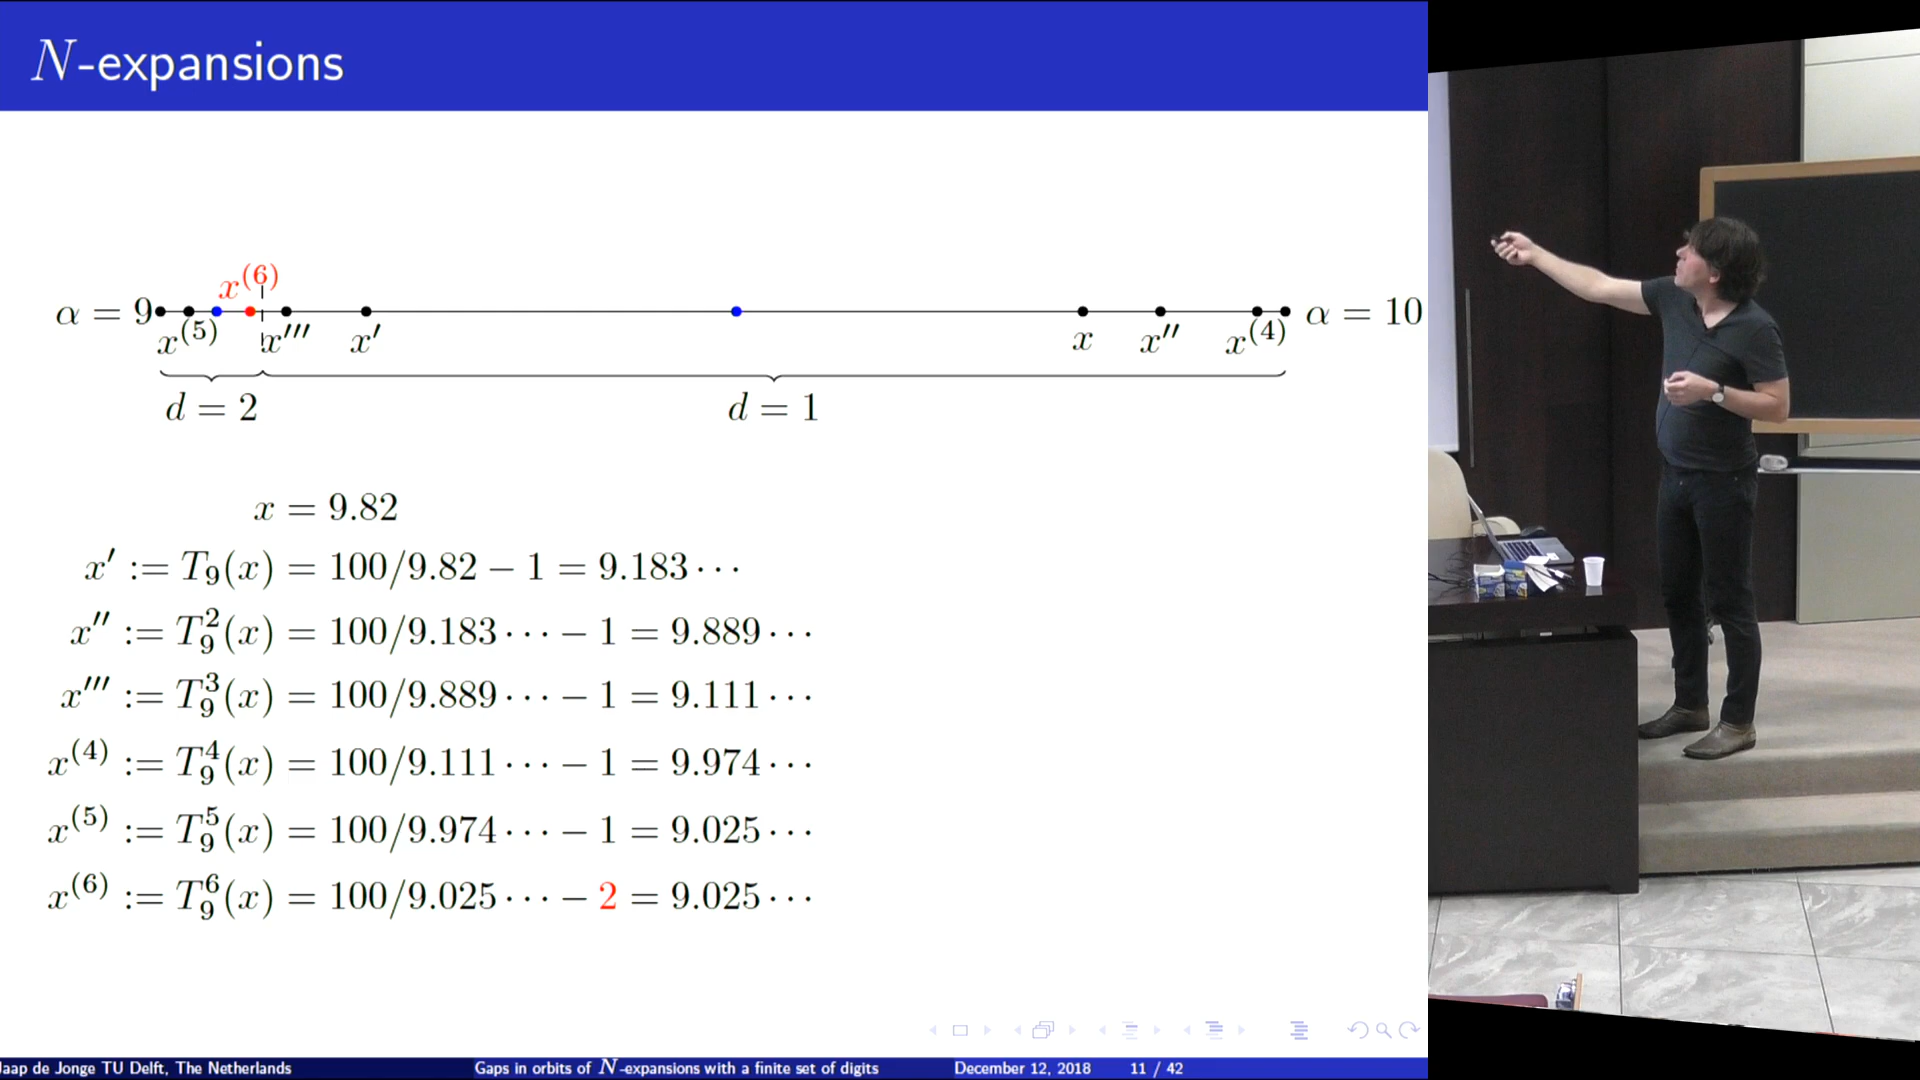 N-expansions
x^{(6)}
α = 9
α = 10
x^{(5)} x′′′ x′ x x′′ x^{(4)}
d = 2 d = 1
x = 9.82
x′ := T_9(x) = 100/9.82 − 1 = 9.183 · · ·
x′′ := T_9^2(x) = 100/9.183 · · · − 1 = 9.889 · · ·
x′′′ := T_9^3(x) = 100/9.889 · · · − 1 = 9.111 · · ·
x^{(4)} := T_9^4(x) = 100/9.111 · · · − 1 = 9.974 · · ·
x^{(5)} := T_9^5(x) = 100/9.974 · · · − 1 = 9.025 · · ·
x^{(6)} := T_9^6(x) = 100/9.025 · · · − 2 = 9.025 · · ·
Jaap de Jonge TU Delft, The Netherlands Gaps in orbits of N-expansions with a finite set of digits December 12, 2018 11 / 42